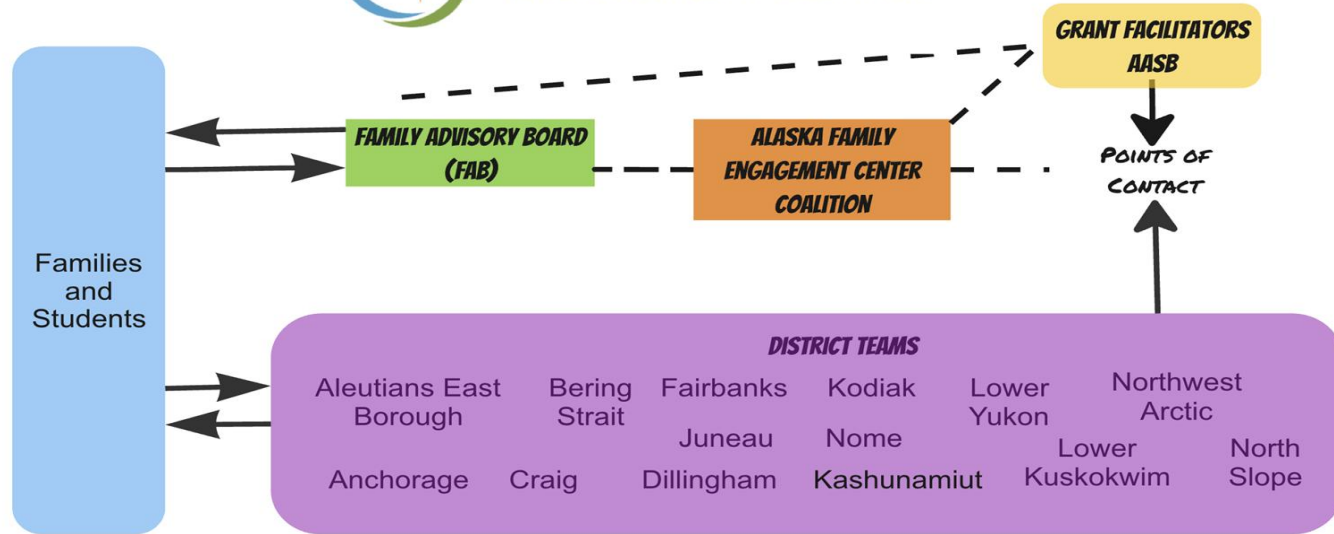 GRANT FACILITATORS
AASB
FAMILY ADVISORY BOARD
(FAB)
ALASKA FAMILY
ENGAGEMENT CENTER
COALITION
POINTS OF
CONTACT
Families
and
Students
DISTRICT TEAMS
Aleutians East
Borough
Bering
Strait
Fairbanks
Kodiak
Lower
Yukon
Northwest
Arctic
Juneau
Nome
Lower
Kuskokwim
North
Slope
Anchorage
Craig
Dillingham
Kashunamiut